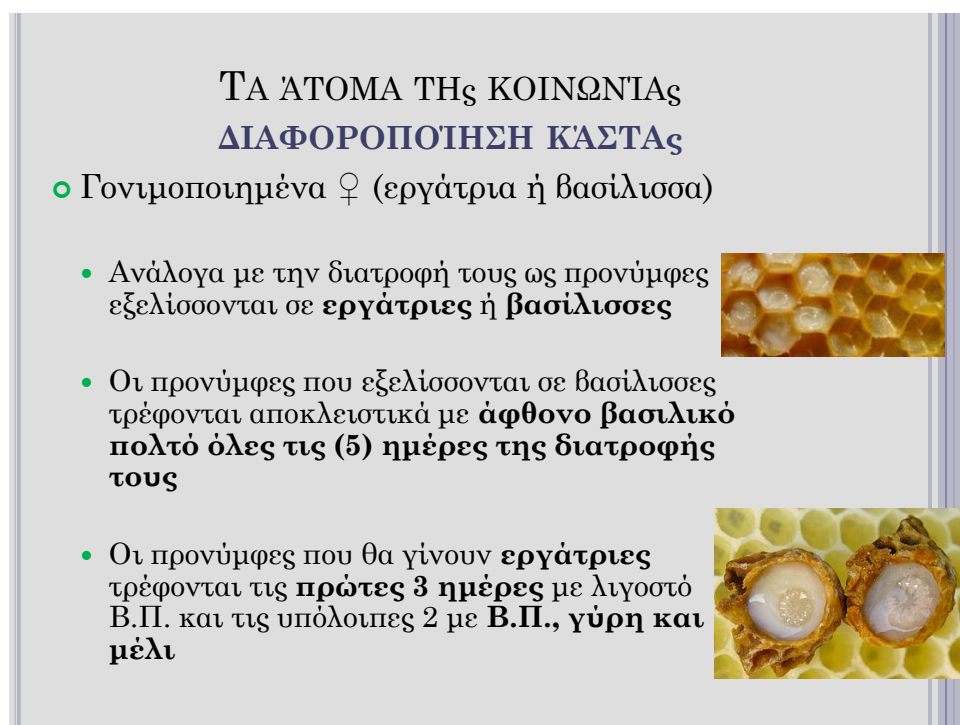 ΤΑ ΆΤΟΜΑ ΤΗς ΚΟΙΝΩΝΊΑς
ΔΙΑΦΟΡΟΠΟΊΗΣΗ ΚΆΣΤΑς
Γονιμοποιημένα ♀ (εργάτρια ή βασίλισσα)
• Ανάλογα με την διατροφή τους ως προνύμφες
εξελίσσονται σε εργάτριες ή βασίλισσες
• Οι προνύμφες που εξελίσσονται σε βασίλισσες
τρέφονται αποκλειστικά με άφθονο βασιλικό
πολτό όλες τις (5) ημέρες της διατροφής
τους
• Οι προνύμφες που θα γίνουν εργάτριες
τρέφονται τις πρώτες 3 ημέρες με λιγοστό
Β.Π. και τις υπόλοιπες 2 με Β.Π., γύρη και
μέλι